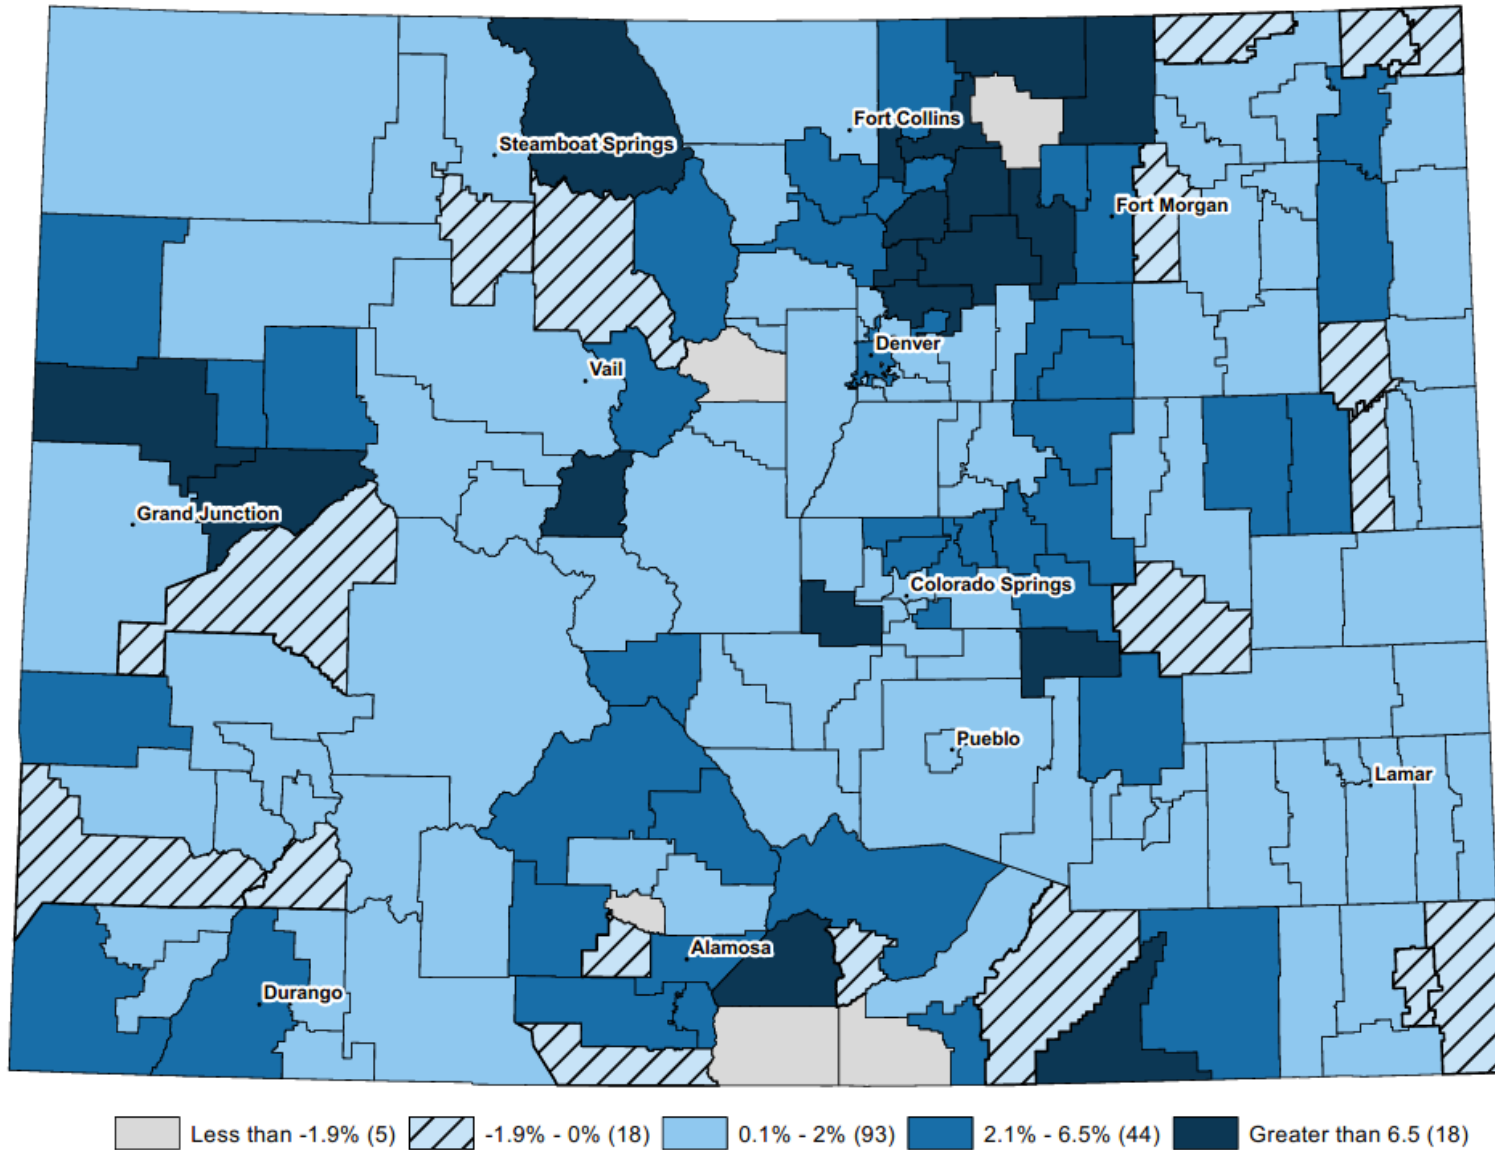 Fort Collins
Steamboat Springs
Fort Morgan
Denver
Vail
Grand Junction
Colorado Springs
Pueblo
Lamar
Alamosa
Durango
Less than -1.9% (5)
-1.9% - 0% (18)
0.1% - 2% (93)
2.1% - 6.5% (44)
Greater than 6.5 (18)